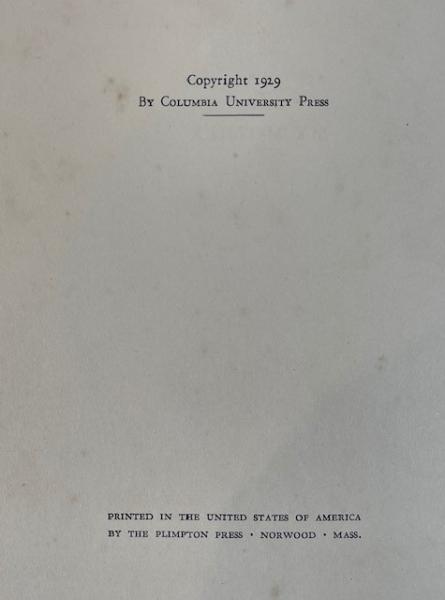 Copyright 1929
By Columbia University Press
PRINTED IN THE UNITED STATES OF AMERICA
BY THE PLIMPTON PRESS · NORWOOD · MASS.